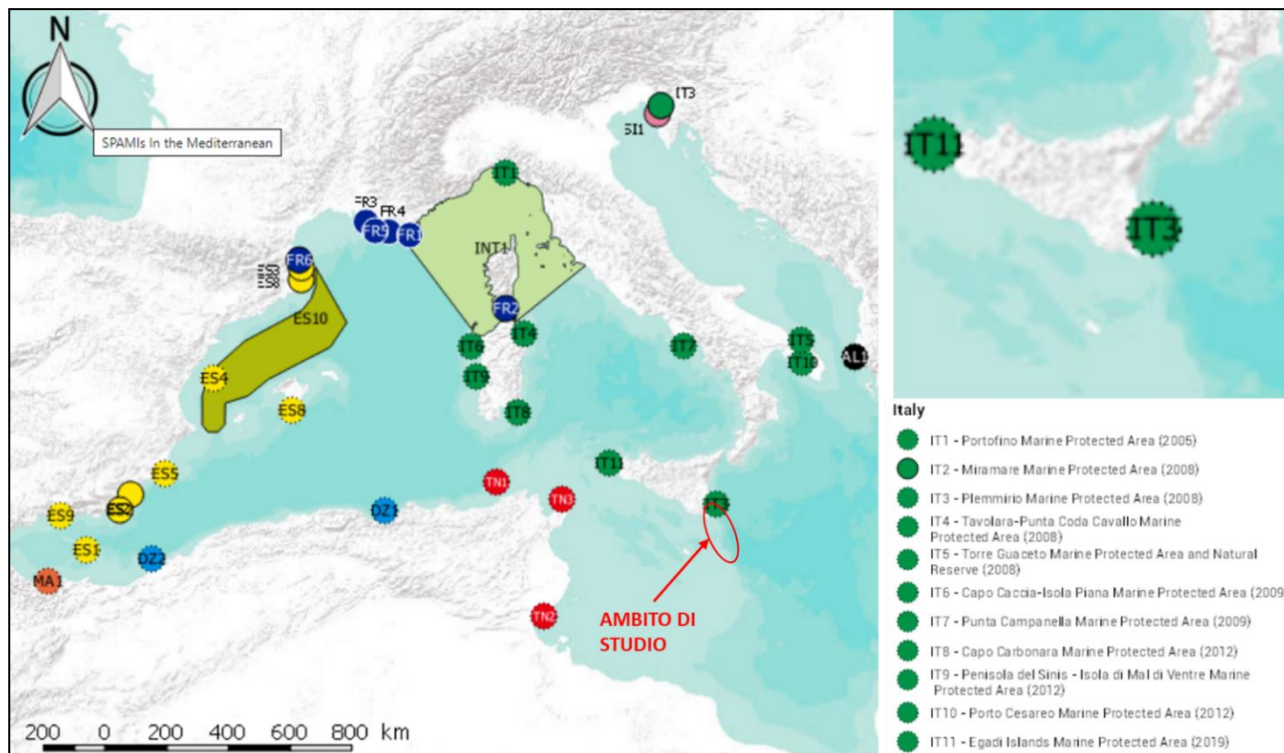 N
SPAMIs In the Mediterranean
IT3
SI1
IT1
FR3
FR4
FR5
FR1
INT1
FR6
ES3
ES8
ES10
FR2
IT4
IT6
IT7
IT5
IT10
AL1
ES4
IT9
ES8
IT8
ES5
IT11
TN1
TN3
IT3
ES2
ES9
DZ1
ES1
DZ2
MA1
TN2
AMBITO DI
STUDIO
200 0 200 400 600 800 km
IT11
IT3
Italy
IT1 - Portofino Marine Protected Area (2005)
IT2 - Miramare Marine Protected Area (2008)
IT3 - Plemmirio Marine Protected Area (2008)
IT4 - Tavolara-Punta Coda Cavallo Marine
Protected Area (2008)
IT5 - Torre Guaceto Marine Protected Area and Natural
Reserve (2008)
IT6 - Capo Caccia-Isola Piana Marine Protected Area (2009
IT7 - Punta Campanella Marine Protected Area (2009)
IT8 - Capo Carbonara Marine Protected Area (2012)
IT9 - Penisola del Sinis - Isola di Mal di Ventre Marine
Protected Area (2012)
IT10 - Porto Cesareo Marine Protected Area (2012)
IT11 - Egadi Islands Marine Protected Area (2019)